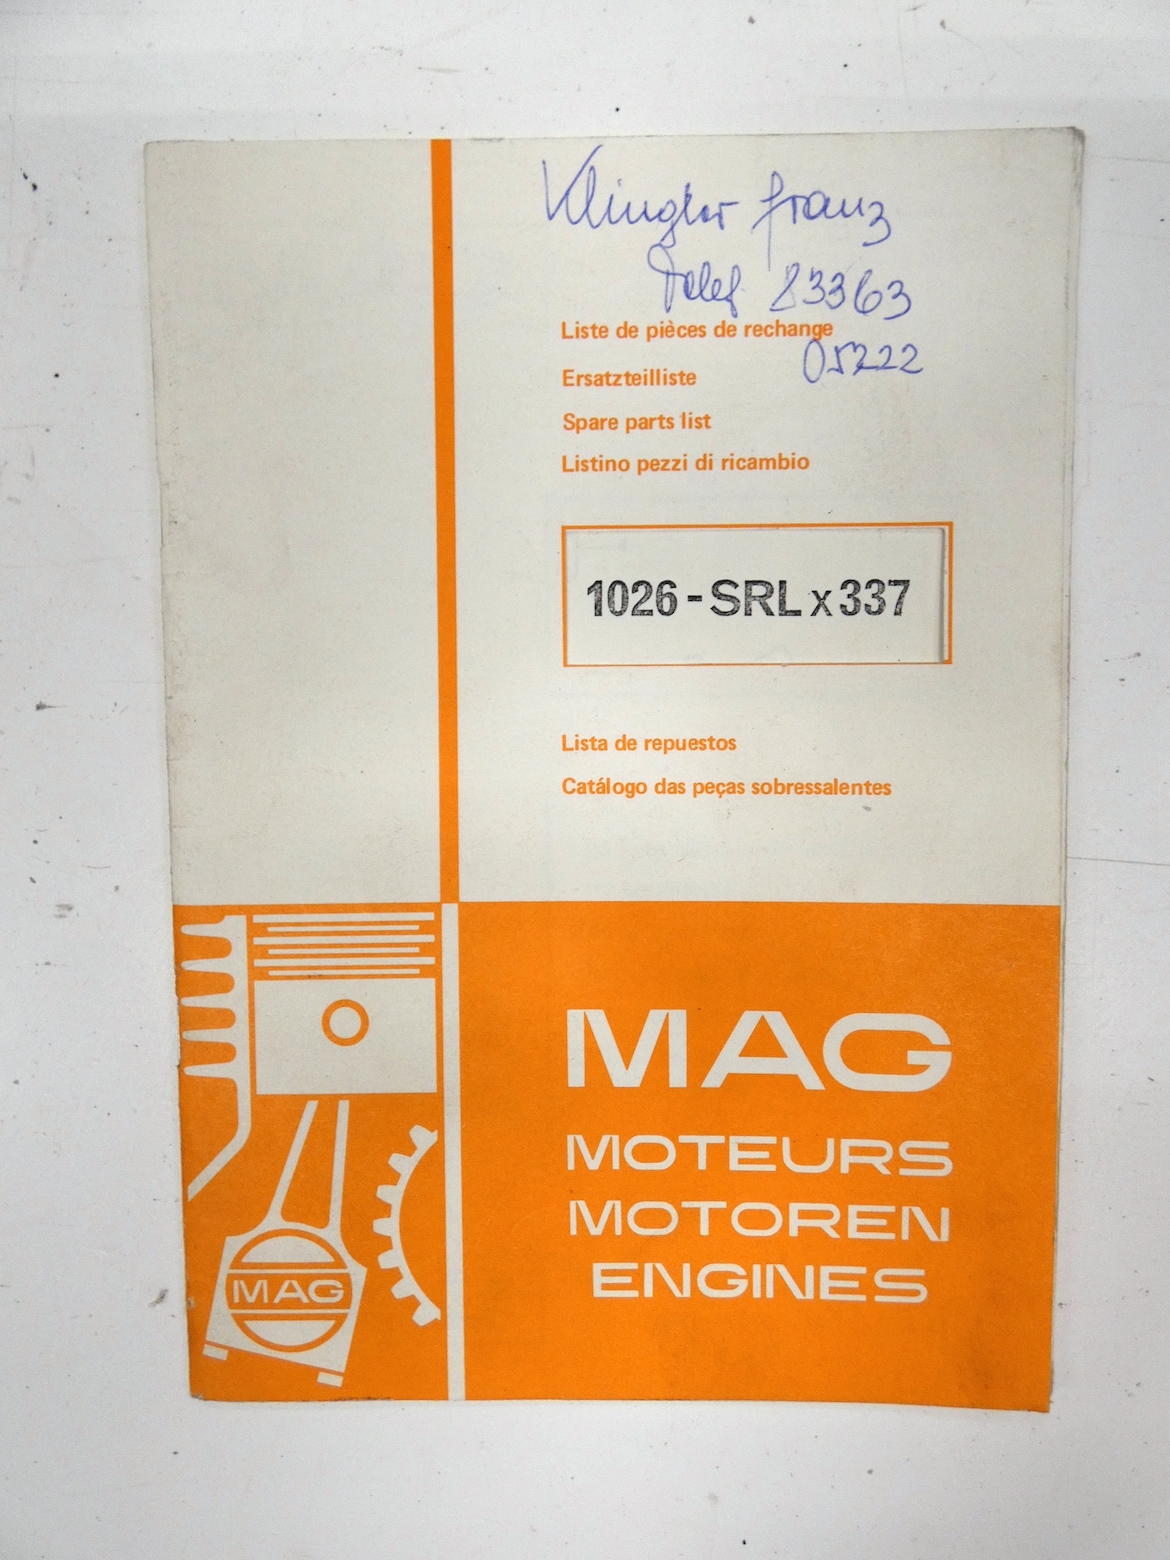 Klingler Franz
Telef 83363
05222
Liste de pièces de rechange
Ersatzteilliste
Spare parts list
Listino pezzi di ricambio
1026-SRL x 337
Lista de repuestos
Catálogo das peças sobressalentes
MAG
MOTEURS
MOTOREN
ENGINES
MAG